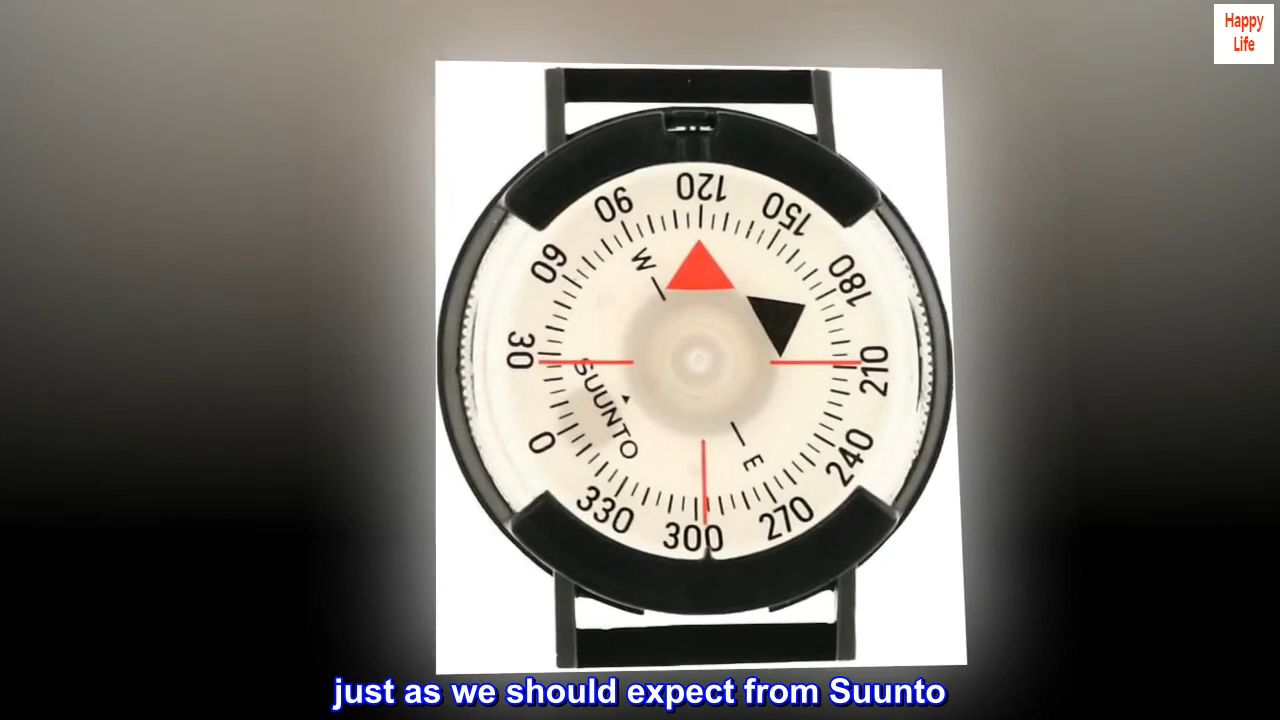 Happy
Life
120
90
150
W
60
180
30
210
SUUNTO
0
240
E
330
270
300
just as we should expect from Suunto